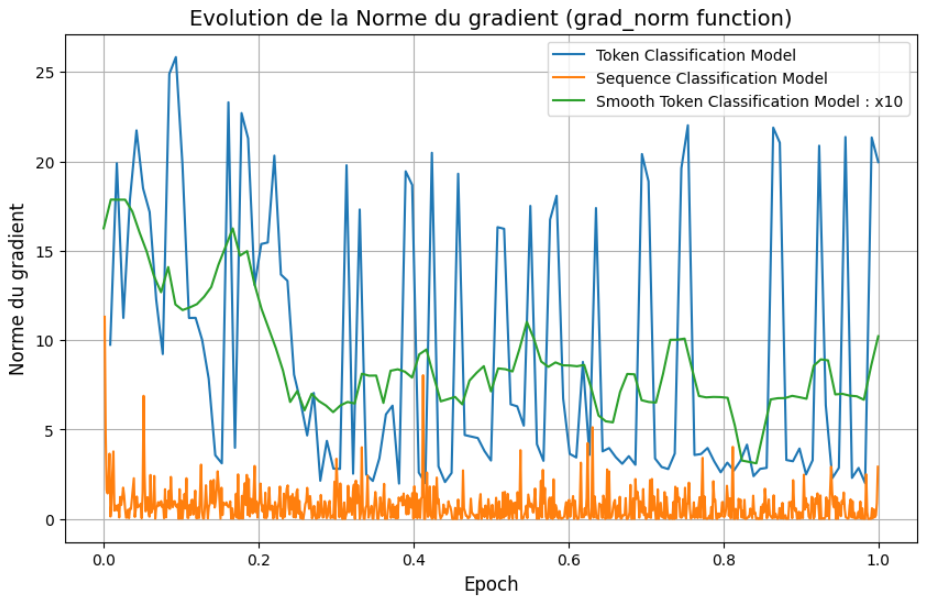 Evolution de la Norme du gradient (grad_norm function)
Token Classification Model
Sequence Classification Model
Smooth Token Classification Model : x10
Norme du gradient
25
20
15
10
5
0
0.0 0.2 0.4 0.6 0.8 1.0
Epoch